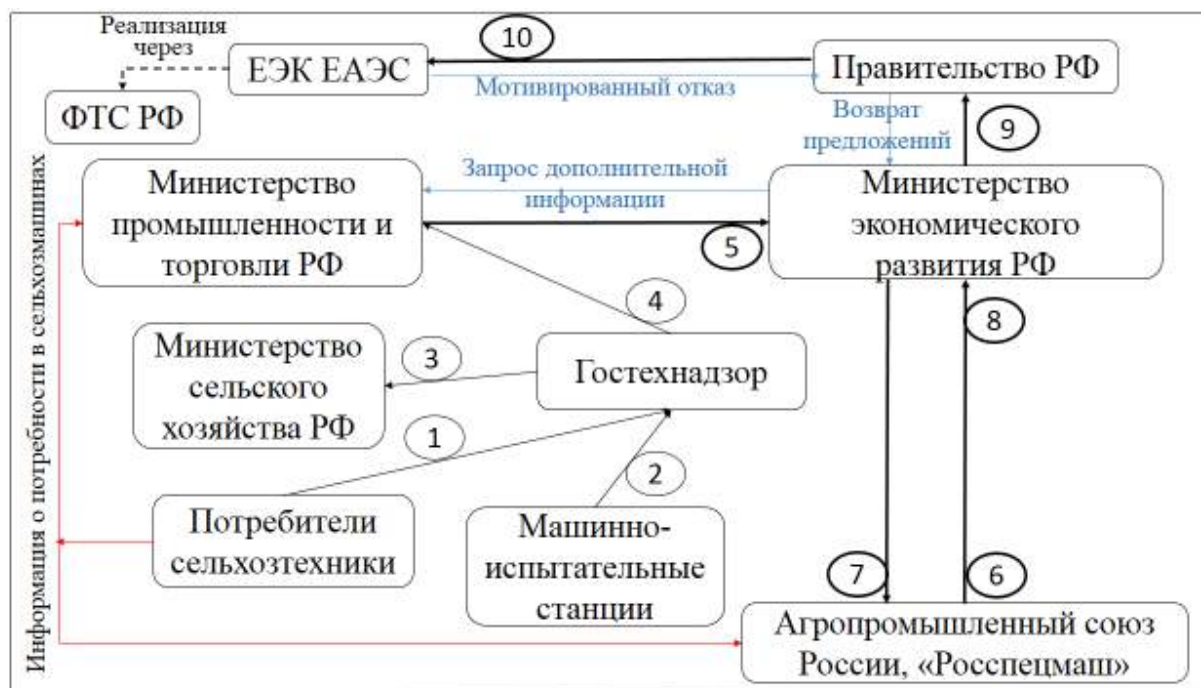 Реализация
через
10
ЕЭК ЕАЭС
Правительство РФ
Мотивированный отказ
ФТС РФ
Возврат
предложений
9
Информация о потребности в сельхозмашинах
Министерство
промышленности и
торговли РФ
Запрос дополнительной
информации
5
Министерство
экономического
развития РФ
4
8
Министерство
сельского
хозяйства РФ
3
Гостехнадзор
1
2
Потребители
сельхозтехники
Машинно-
испытательные
станции
7
6
Агропромышленный союз
России, «Росспецмаш»